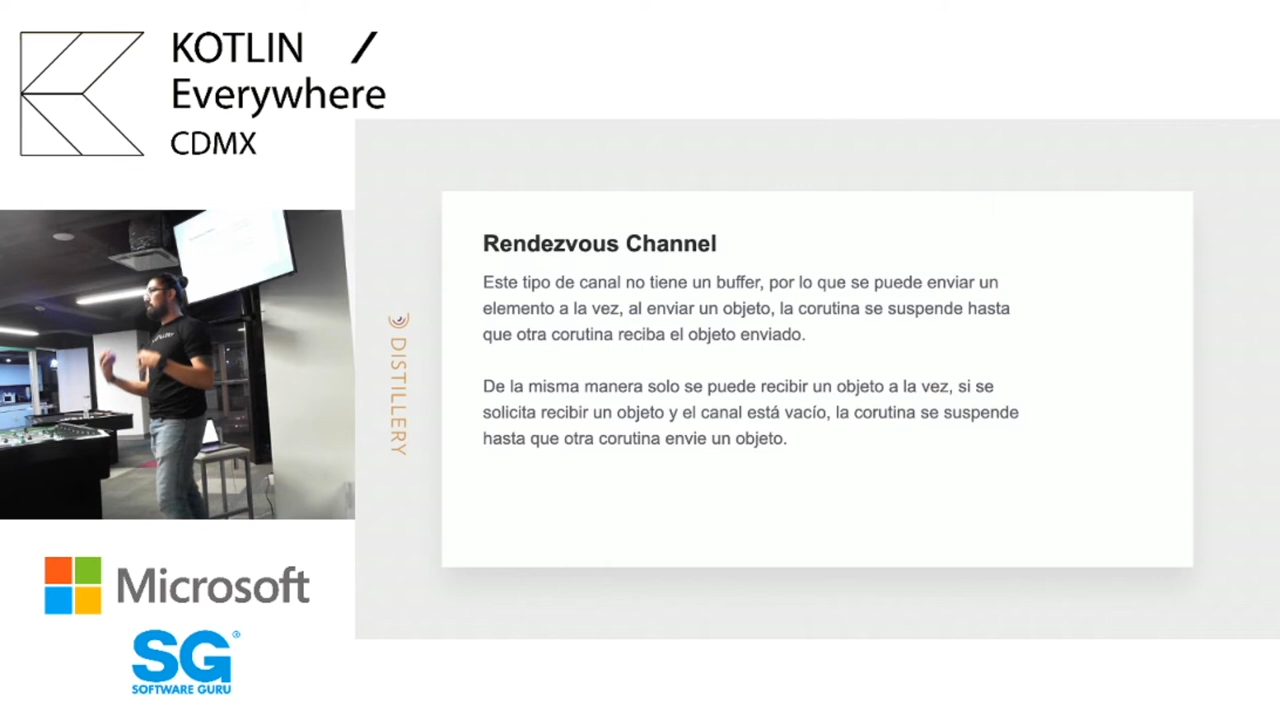 KOTLIN /
Everywhere
CDMX
Rendezvous Channel
Este tipo de canal no tiene un buffer, por lo que se puede enviar un
elemento a la vez, al enviar un objeto, la corutina se suspende hasta
que otra corutina reciba el objeto enviado.
De la misma manera solo se puede recibir un objeto a la vez, si se
solicita recibir un objeto y el canal está vacío, la corutina se suspende
hasta que otra corutina envie un objeto.
DISTILLERY
Microsoft
SG®
SOFTWARE GURU